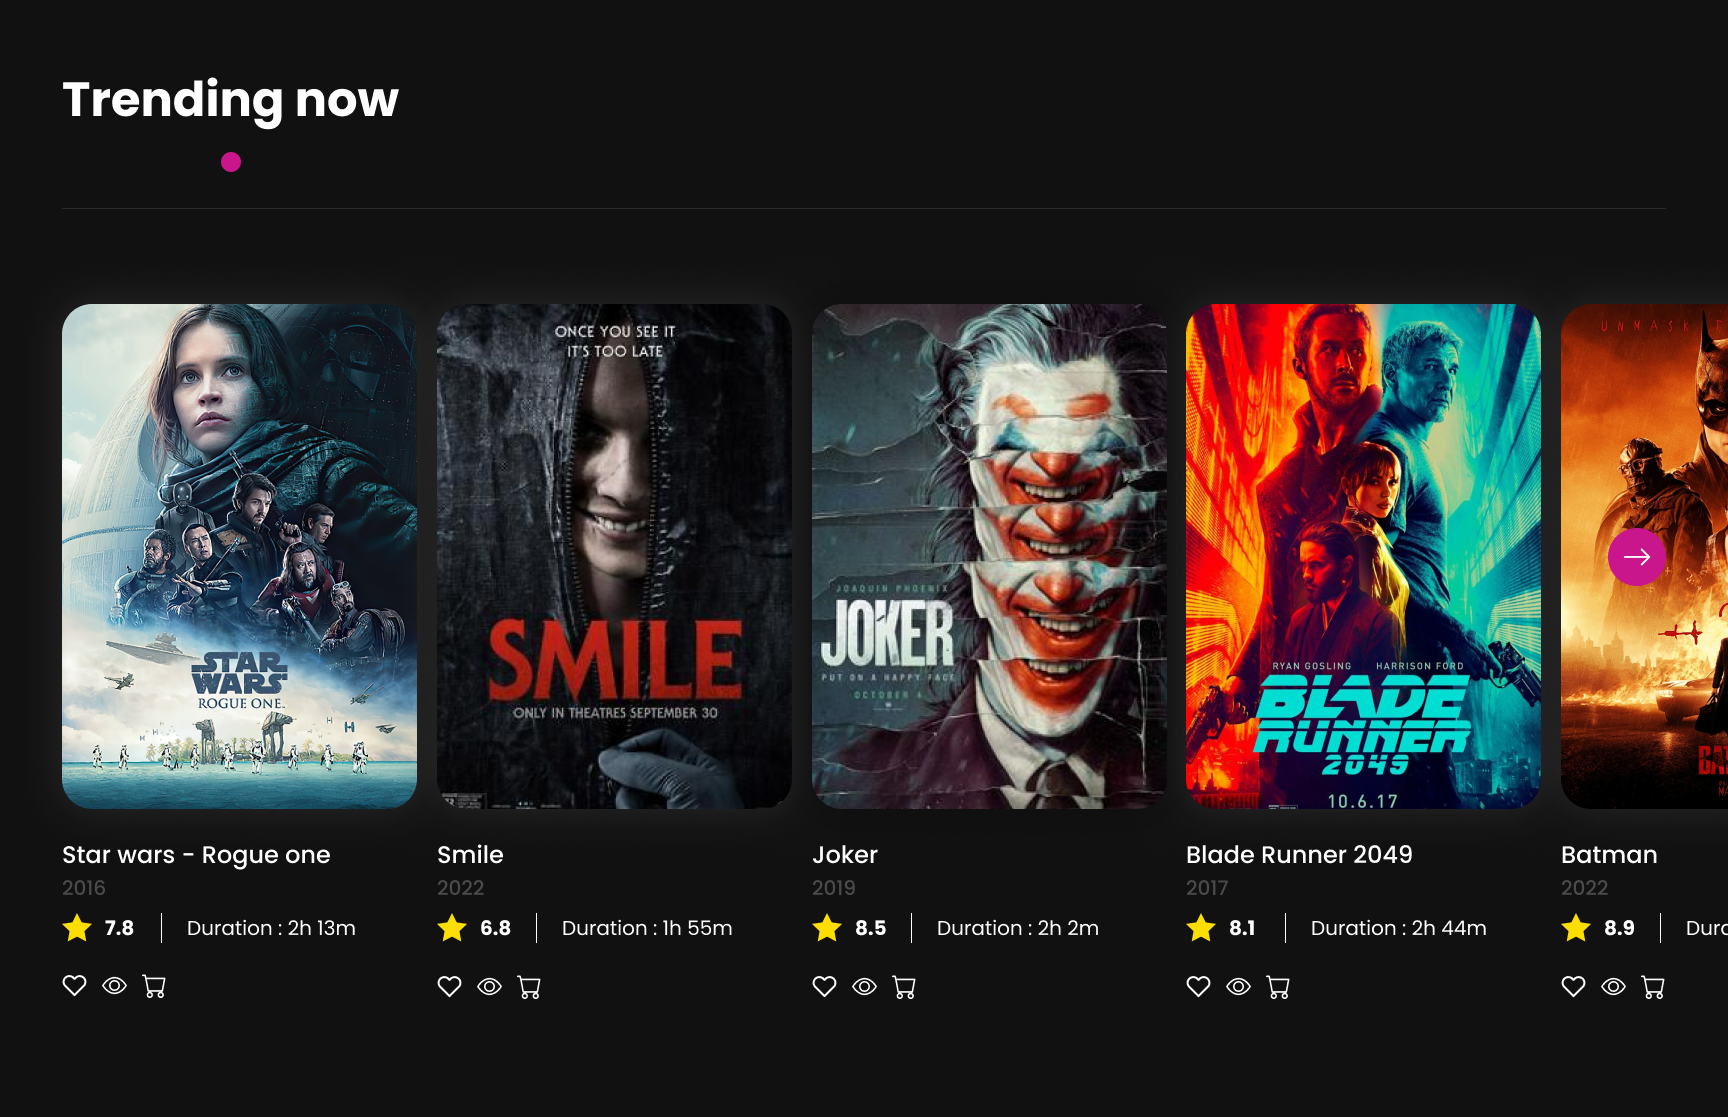 Trending now
ONCE YOU SEE IT
IT'S TOO LATE
SMILE
ONLY IN THEATRES SEPTEMBER 30
STAR
WARS
ROGUE ONE
JOAQUIN PHOENIX
JOKER
PUT ON A HAPPY FACE
OCTOBER 4
RYAN GOSLING HARRISON FORD
BLADE
RUNNER
2049
10.6.17
UNMASK T
BA
Star wars - Rogue one
2016
7.8 Duration : 2h 13m
Smile
2022
6.8 Duration : 1h 55m
Joker
2019
8.5 Duration : 2h 2m
Blade Runner 2049
2017
8.1 Duration : 2h 44m
Batman
2022
8.9 Dura